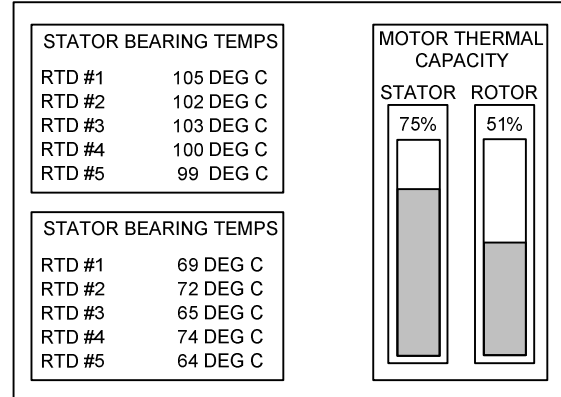 STATOR BEARING TEMPS
RTD #1 105 DEG C
RTD #2 102 DEG C
RTD #3 103 DEG C
RTD #4 100 DEG C
RTD #5 99 DEG C
STATOR BEARING TEMPS
RTD #1 69 DEG C
RTD #2 72 DEG C
RTD #3 65 DEG C
RTD #4 74 DEG C
RTD #5 64 DEG C
MOTOR THERMAL
CAPACITY
STATOR ROTOR
75% 51%